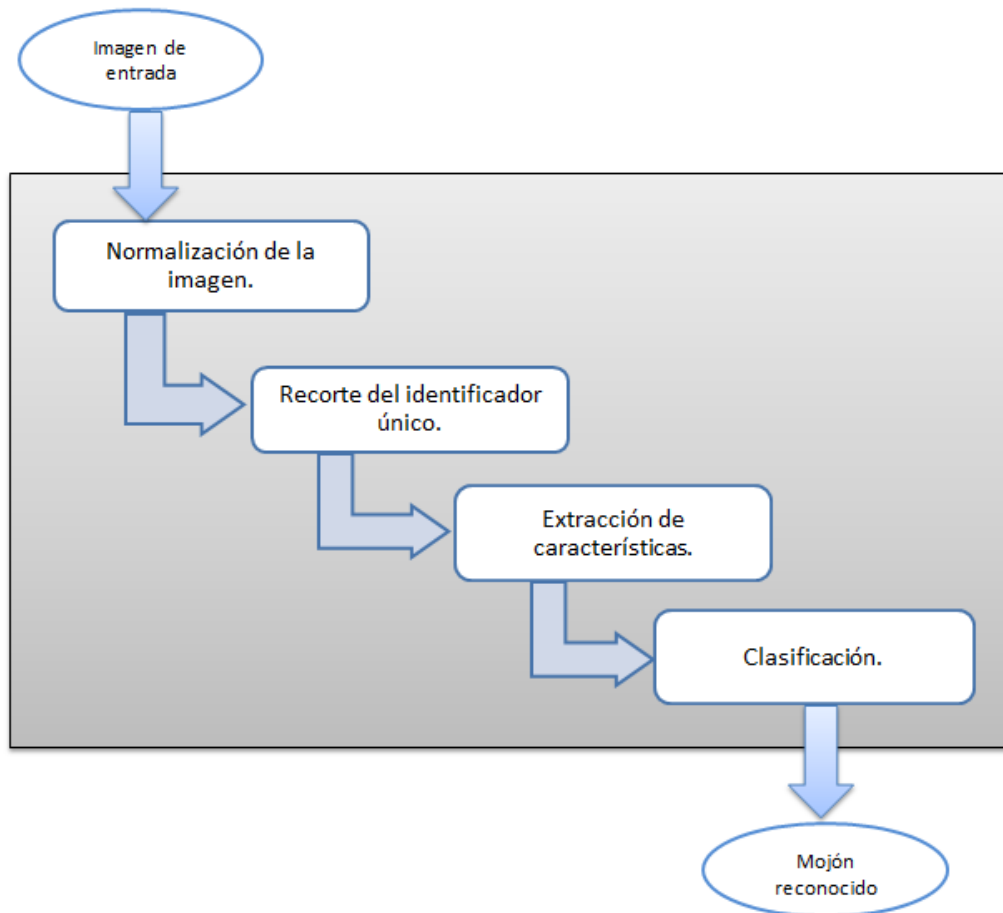 Imagen de
entrada
Normalización de la
imagen.
Recorte del identificador
único.
Extracción de
características.
Clasificación.
Mojón
reconocido